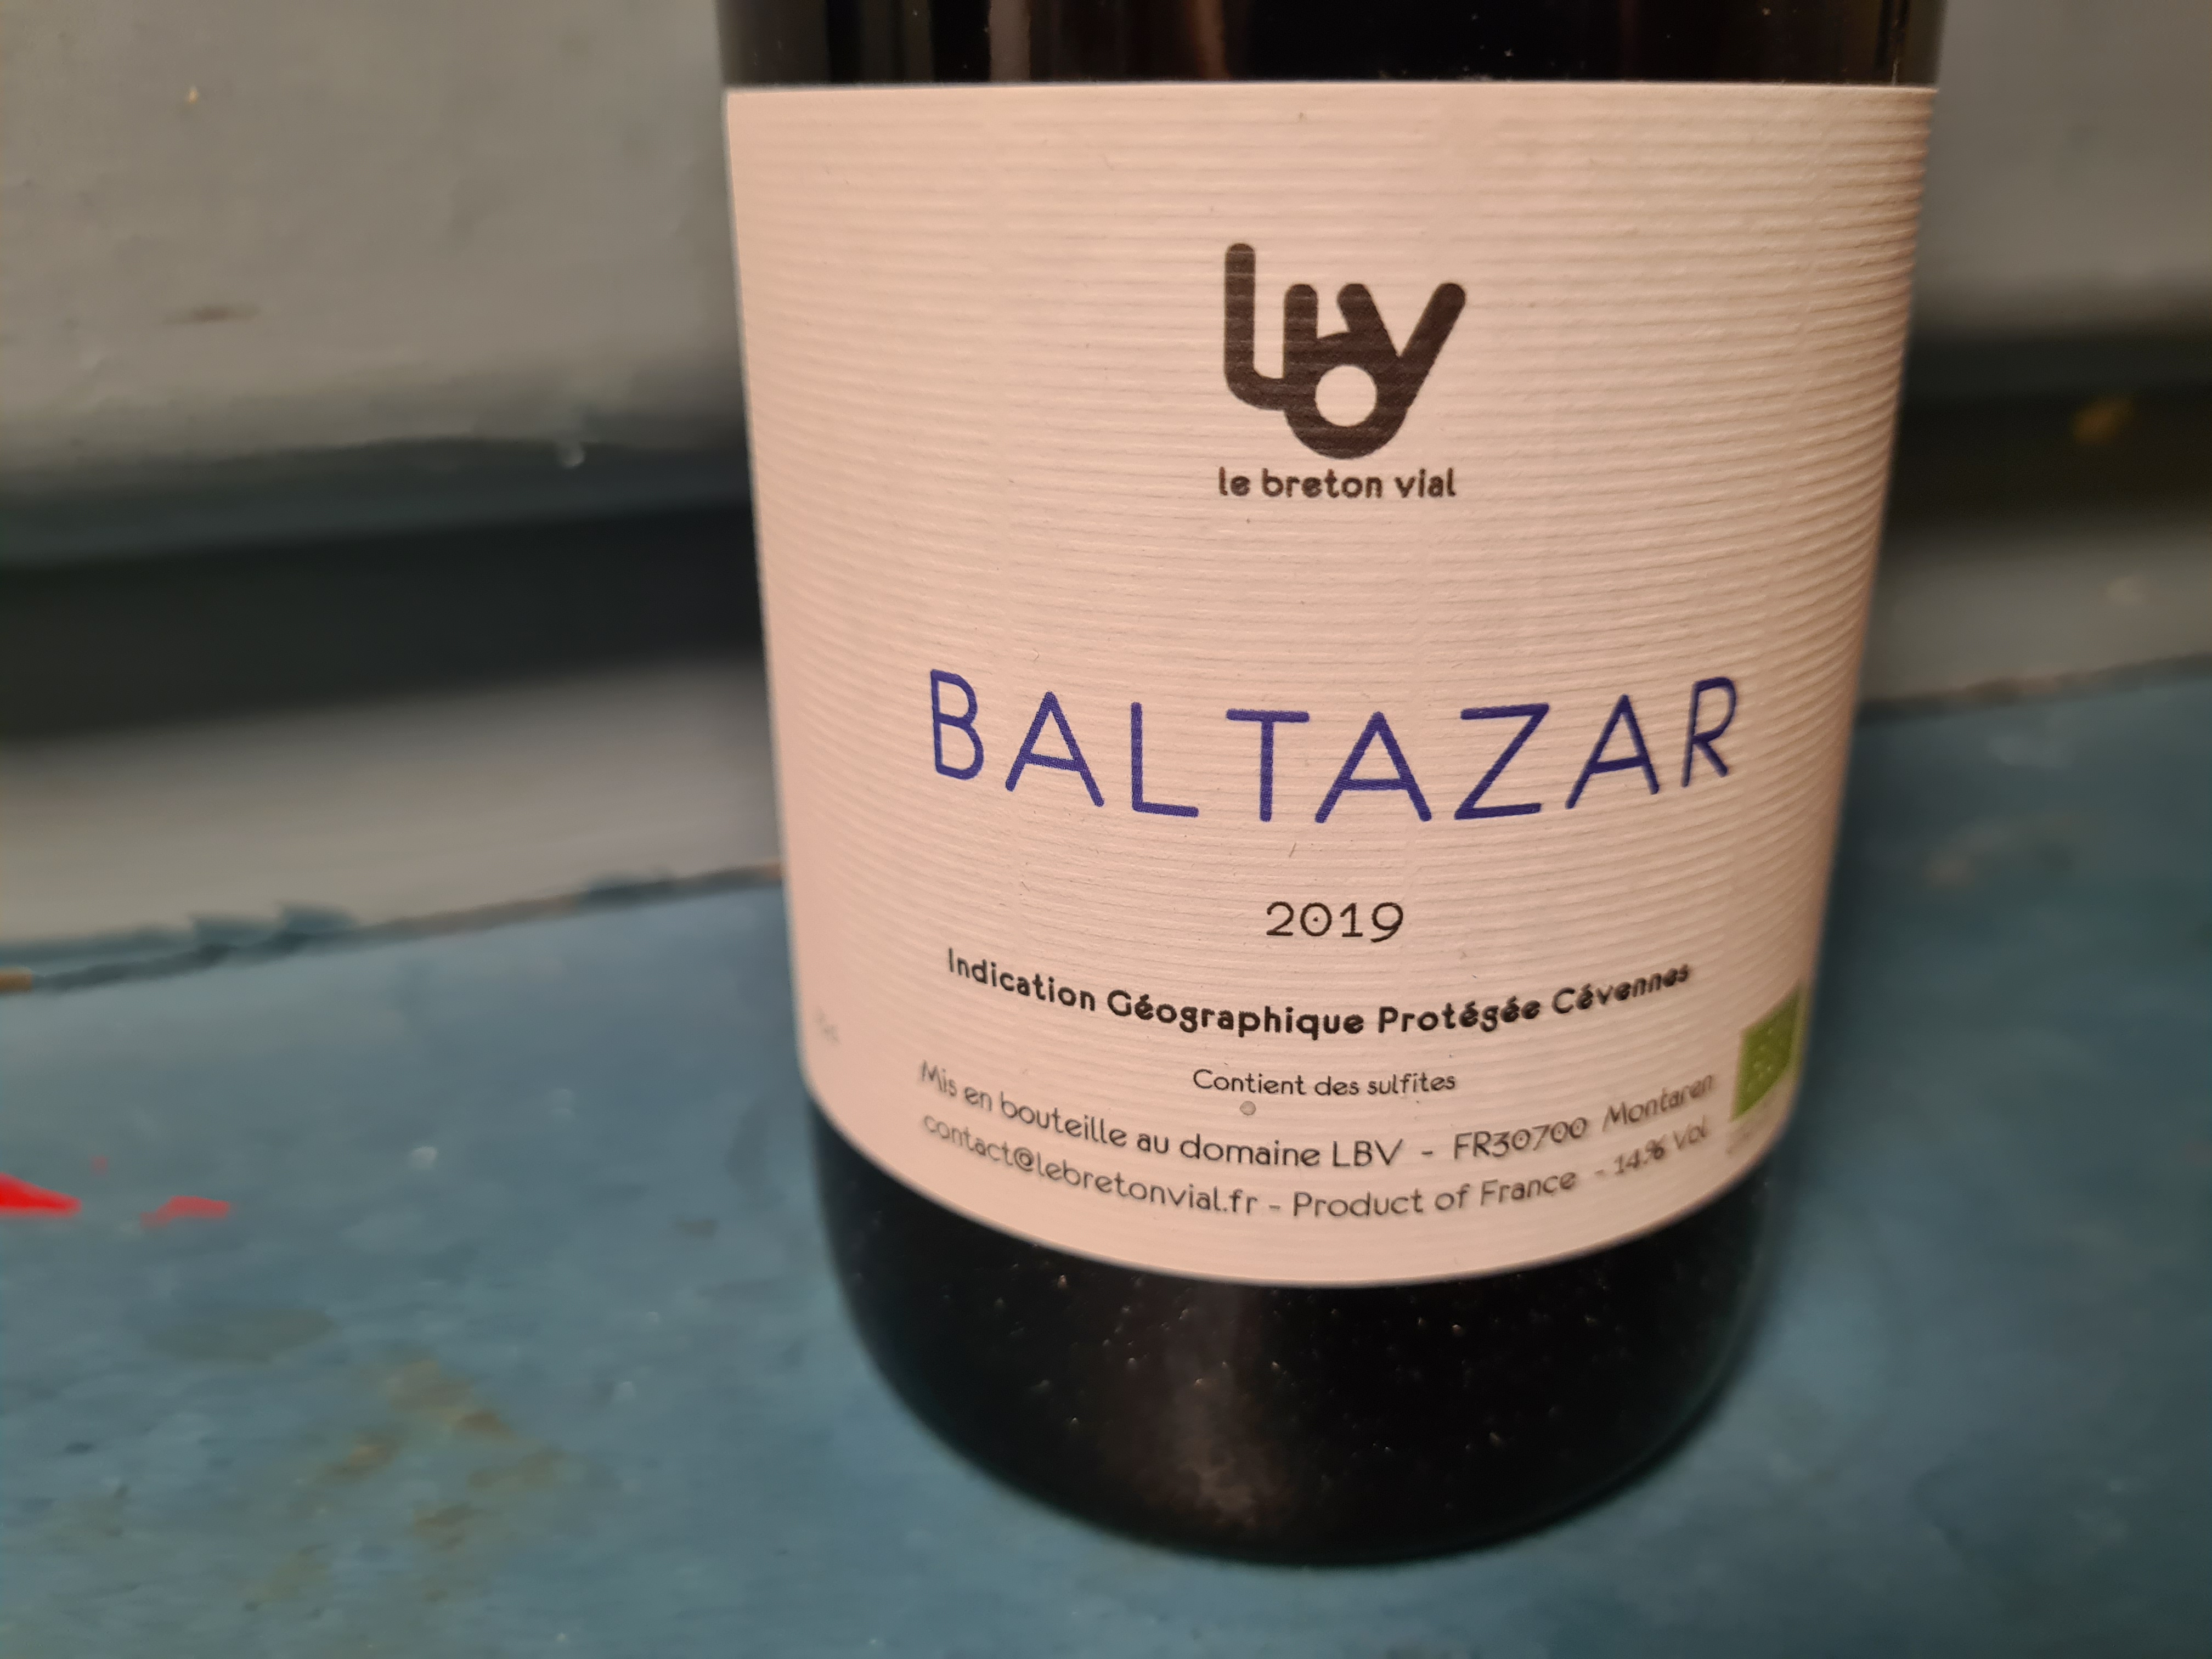 LBV
le breton vial
BALTAZAR
2019
Indication Géographique Protégée Cévennes
Contient des sulfites
Mis en bouteille au domaine LBV - FR30700 Montaren
contact@lebretonvial.fr - Product of France - 14% Vol